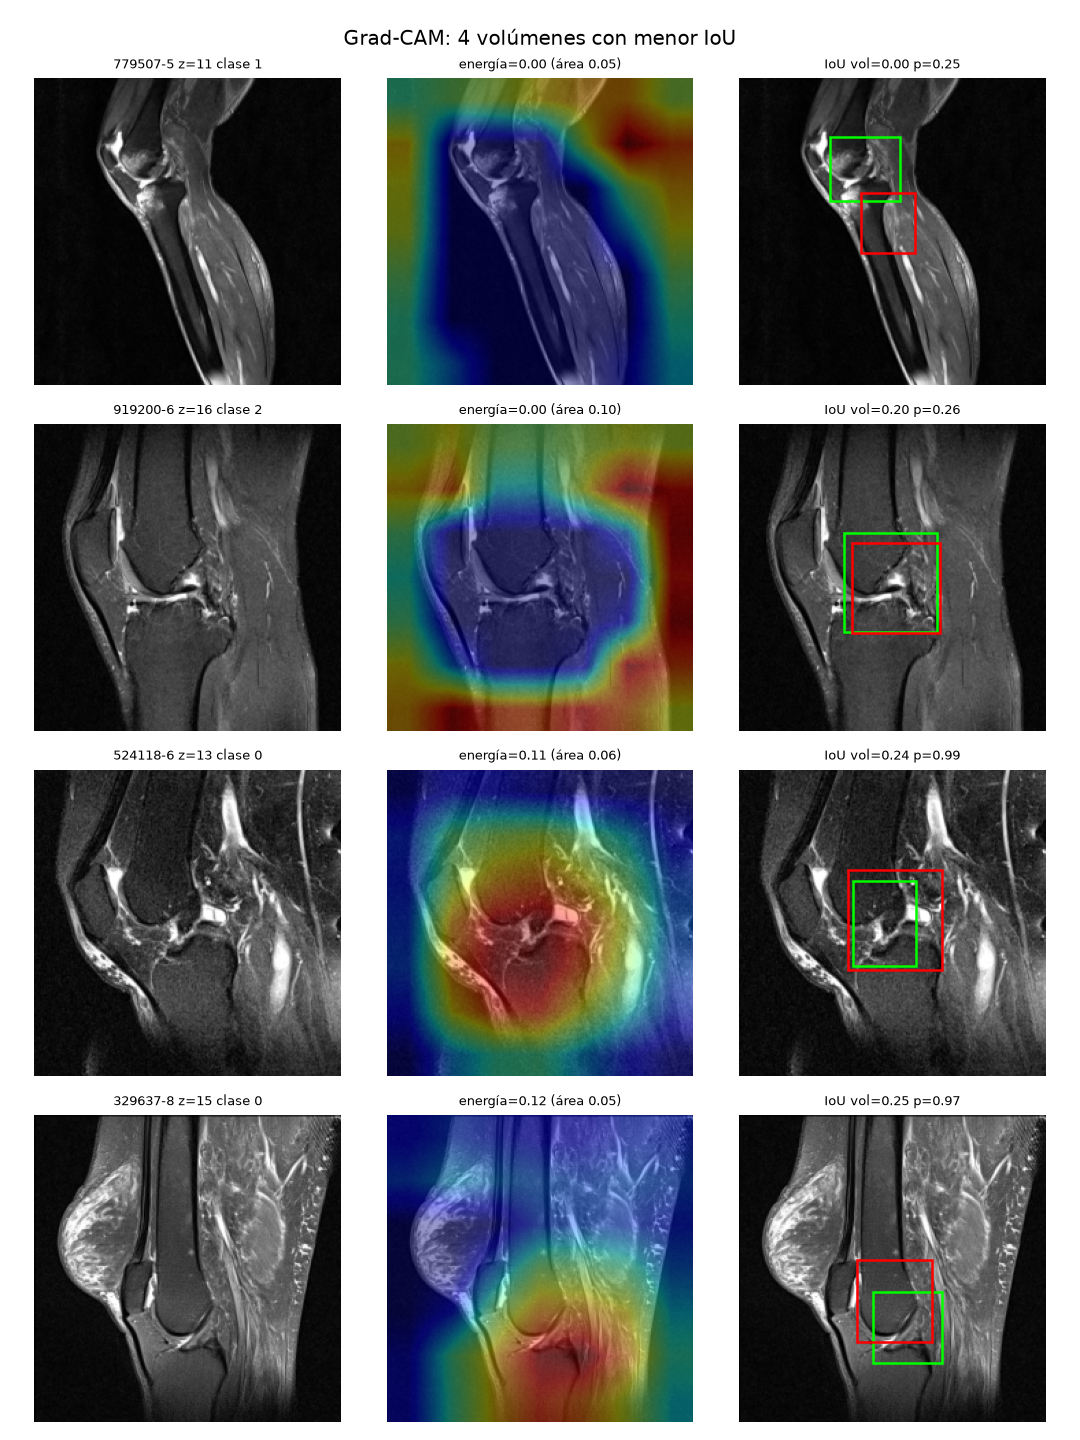 Grad-CAM: 4 volúmenes con menor IoU
779507-5 z=11 clase 1
energía=0.00 (área 0.05)
IoU vol=0.00 p=0.25
919200-6 z=16 clase 2
energía=0.00 (área 0.10)
IoU vol=0.20 p=0.26
524118-6 z=13 clase 0
energía=0.11 (área 0.06)
IoU vol=0.24 p=0.99
329637-8 z=15 clase 0
energía=0.12 (área 0.05)
IoU vol=0.25 p=0.97